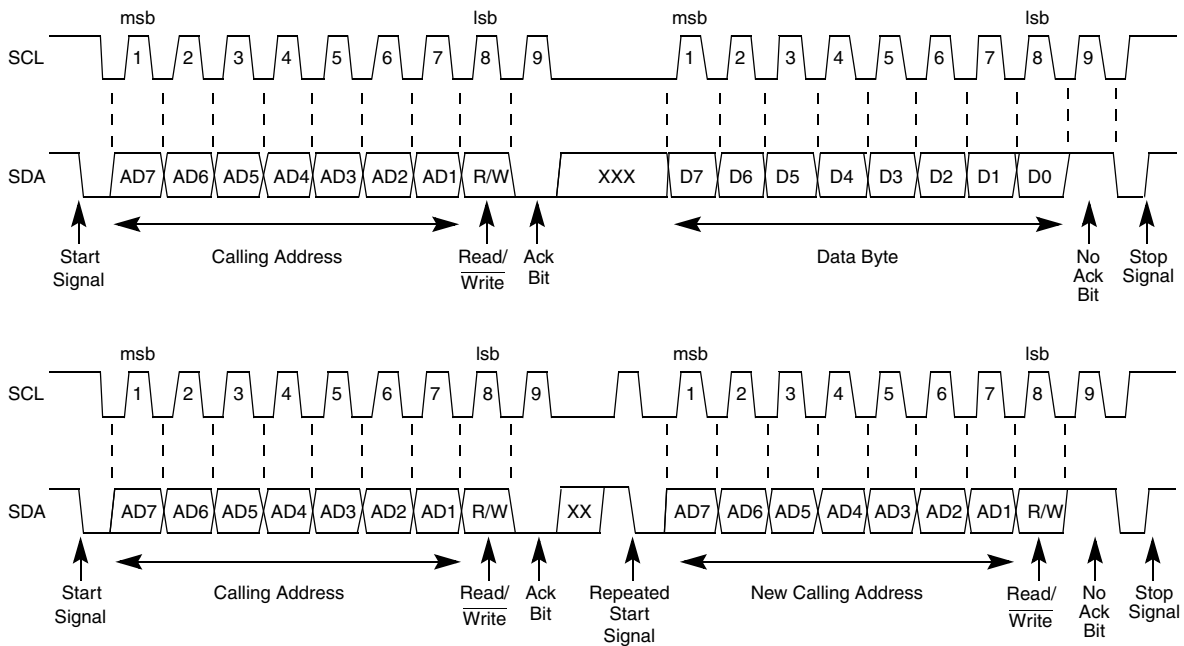 msb lsb msb lsb
SCL 1 2 3 4 5 6 7 8 9 1 2 3 4 5 6 7 8 9
SDA AD7 AD6 AD5 AD4 AD3 AD2 AD1 R/W XXX D7 D6 D5 D4 D3 D2 D1 D0
Start Signal
Calling Address
Read/
Write
Ack
Bit
Data Byte
No
Ack
Bit
Stop
Signal
msb lsb msb lsb
SCL 1 2 3 4 5 6 7 8 9 1 2 3 4 5 6 7 8 9
SDA AD7 AD6 AD5 AD4 AD3 AD2 AD1 R/W XX AD7 AD6 AD5 AD4 AD3 AD2 AD1 R/W
Start
Signal
Calling Address
Read/
Write
Ack
Bit
Repeated
Start
Signal
New Calling Address
Read/
Write
No
Ack
Bit
Stop
Signal